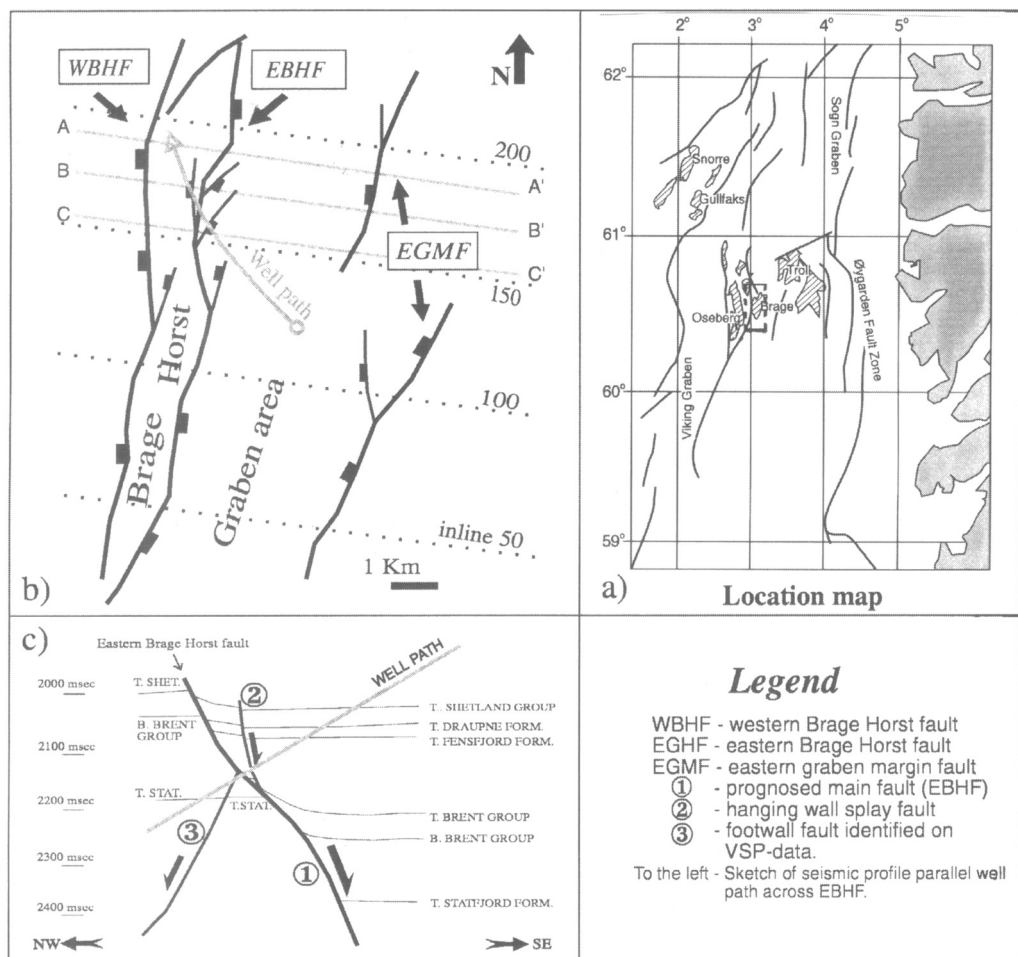 WBHF
EBHF
N
A
200
B
A'
C
B'
EGMF
C'
150
Well path
Brage Horst
Graben area
100
inline 50
1 Km
b)
2° 3° 4° 5°
62°
Snorre
Gullfaks
Sogn Graben
61°
Troll
Brage
Oseberg
Øygarden Fault Zone
Viking Graben
60°
59°
a)
Location map
c)
Eastern Brage Horst fault
WELL PATH
2000 msec
T. SHET.
②
T. SHETLAND GROUP
B. BRENT
GROUP
T. DRAUPNE FORM.
T. FENSFJORD FORM.
2100 msec
2200 msec
T. STAT.
T.STAT.
T. BRENT GROUP
③
B. BRENT GROUP
2300 msec
①
2400 msec
T. STATFJORD FORM.
NW
SE
Legend
WBHF - western Brage Horst fault
EGHF - eastern Brage Horst fault
EGMF - eastern graben margin fault
① - prognosed main fault (EBHF)
② - hanging wall splay fault
③ - footwall fault identified on
VSP-data.
To the left - Sketch of seismic profile parallel well
path across EBHF.